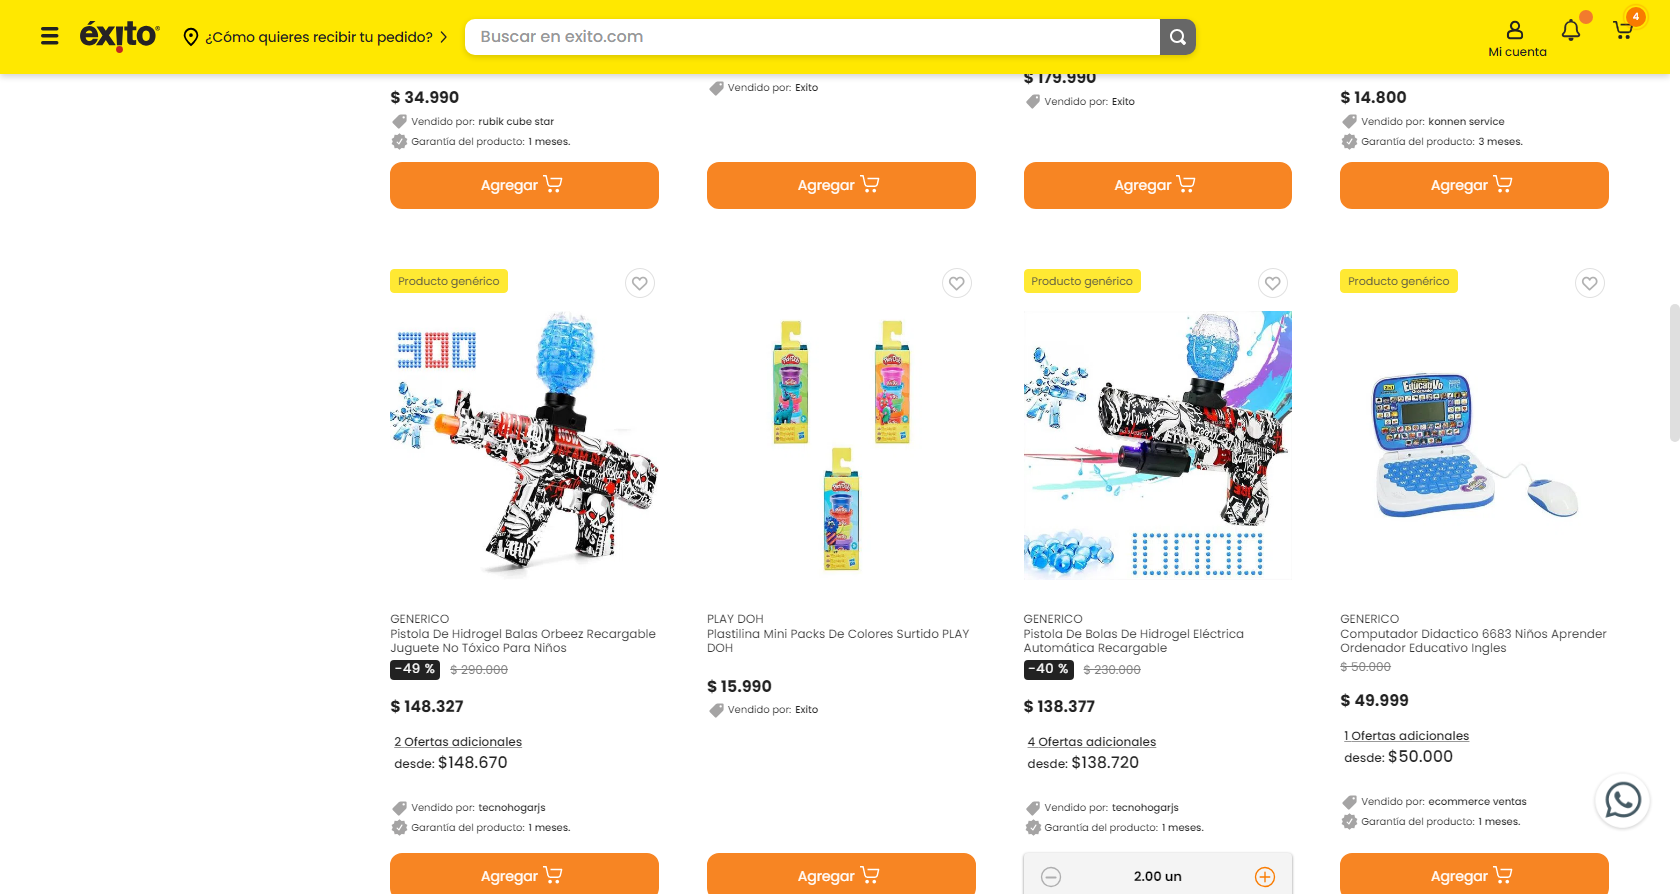 éxito
¿Cómo quieres recibir tu pedido?
Buscar en exito.com
Mi cuenta
4
$ 34.990
Vendido por: rubik cube star
Garantía del producto: 1 meses.
Agregar
Vendido por: Exito
Agregar
$ 179.990
Vendido por: Exito
Agregar
$ 14.800
Vendido por: konnen service
Garantía del producto: 3 meses.
Agregar
Producto genérico
300
GENERICO
Pistola De Hidrogel Balas Orbeez Recargable
Juguete No Tóxico Para Niños
-49 % $ 290.000
$ 148.327
2 Ofertas adicionales
desde: $148.670
Vendido por: tecnohogarjs
Garantía del producto: 1 meses.
Agregar
PLAY DOH
Plastilina Mini Packs De Colores Surtido PLAY
DOH
$ 15.990
Vendido por: Exito
Agregar
Producto genérico
10000
GENERICO
Pistola De Bolas De Hidrogel Eléctrica
Automática Recargable
-40 % $ 230.000
$ 138.377
4 Ofertas adicionales
desde: $138.720
Vendido por: tecnohogarjs
Garantía del producto: 1 meses.
2.00 un
Producto genérico
GENERICO
Computador Didactico 6683 Niños Aprender
Ordenador Educativo Ingles
$ 50.000
$ 49.999
1 Ofertas adicionales
desde: $50.000
Vendido por: ecommerce ventas
Garantía del producto: 1 meses.
Agregar